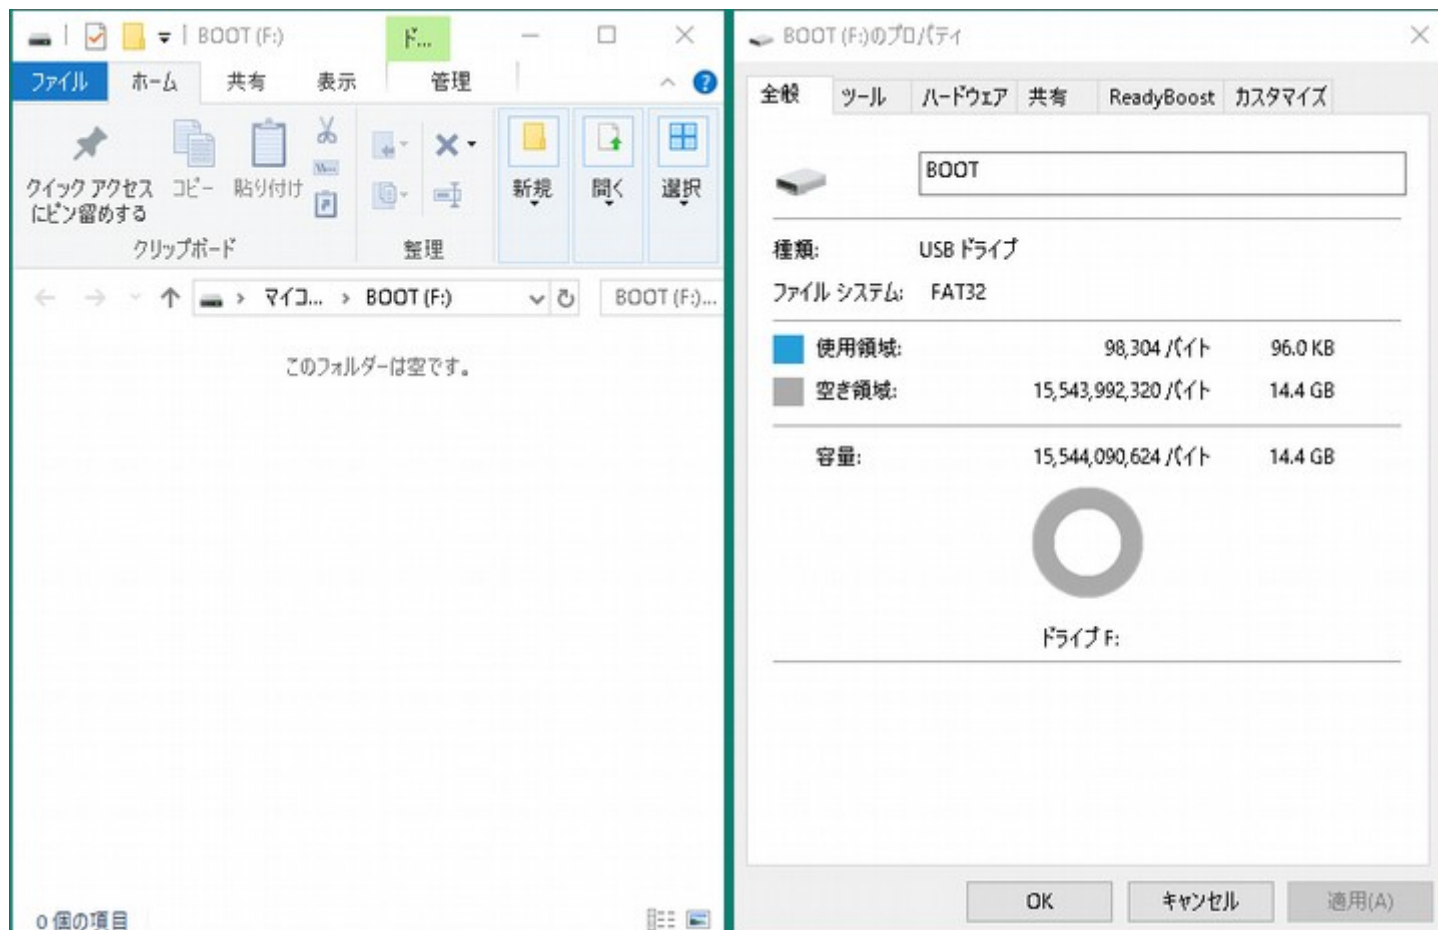 BOOT (F:)
ド...
ファイル
ホーム
共有
表示
管理
クイック アクセス
にピン留めする
コピー
貼り付け
新規
開く
選択
クリップボード
整理
マイコ...
BOOT (F:)
BOOT (F:)...
このフォルダーは空です。
0 個の項目
BOOT (F:)のプロパティ
全般
ツール
ハードウェア
共有
ReadyBoost
カスタマイズ
BOOT
種類: USB ドライブ
ファイル システム: FAT32
使用領域: 98,304 バイト 96.0 KB
空き領域: 15,543,992,320 バイト 14.4 GB
容量: 15,544,090,624 バイト 14.4 GB
ドライブ F:
OK
キャンセル
適用(A)